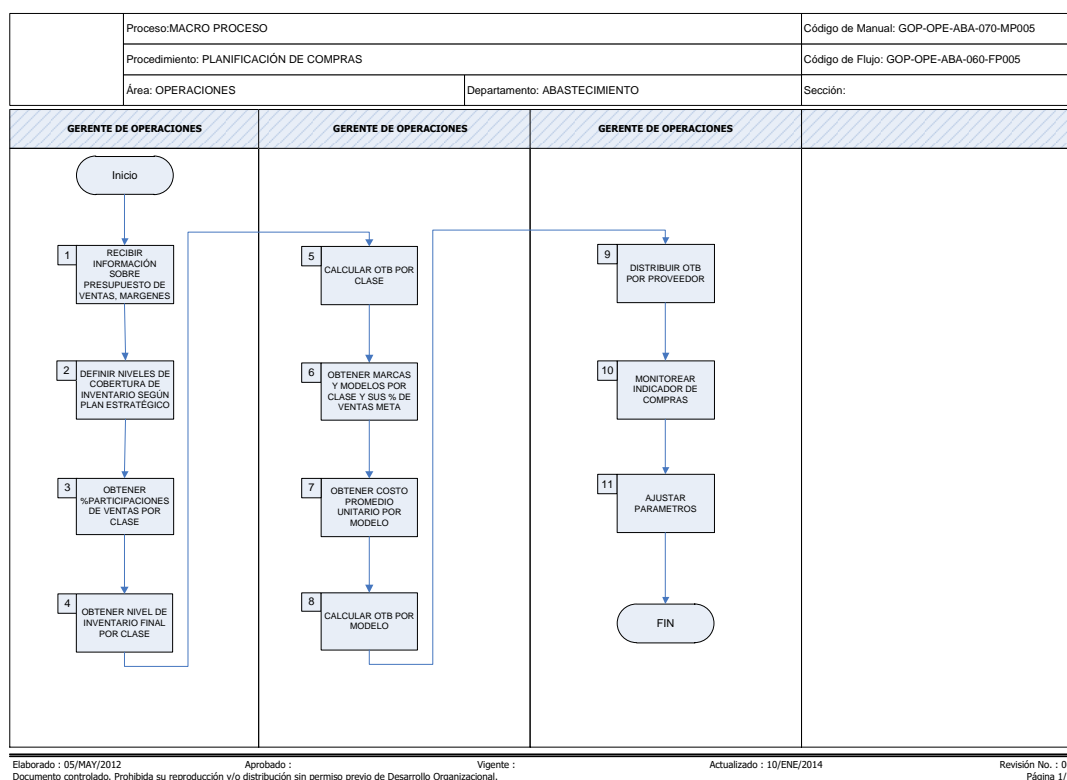 Proceso:MACRO PROCESO
Código de Manual: GOP-OPE-ABA-070-MP005
Procedimiento: PLANIFICACIÓN DE COMPRAS
Código de Flujo: GOP-OPE-ABA-060-FP005
Área: OPERACIONES
Departamento: ABASTECIMIENTO
Sección:
GERENTE DE OPERACIONES
GERENTE DE OPERACIONES
GERENTE DE OPERACIONES
Inicio
1
RECIBIR
INFORMACIÓN
SOBRE
PRESUPUESTO DE
VENTAS, MARGENES
2
DEFINIR NIVELES DE
COBERTURA DE
INVENTARIO SEGÚN
PLAN ESTRATÉGICO
3
OBTENER
%PARTICIPACIONES
DE VENTAS POR
CLASE
4
OBTENER NIVEL DE
INVENTARIO FINAL
POR CLASE
5
CALCULAR OTB POR
CLASE
6
OBTENER MARCAS
Y MODELOS POR
CLASE Y SUS % DE
VENTAS META
7
OBTENER COSTO
PROMEDIO
UNITARIO POR
MODELO
8
CALCULAR OTB POR
MODELO
9
DISTRIBUIR OTB
POR PROVEEDOR
10
MONITOREAR
INDICADOR DE
COMPRAS
11
AJUSTAR
PARAMETROS
FIN
Elaborado : 05/MAY/2012
Aprobado :
Vigente :
Actualizado : 10/ENE/2014
Revisión No. : 0
Documento controlado. Prohibida su reproducción y/o distribución sin permiso previo de Desarrollo Organizacional.
Página 1/